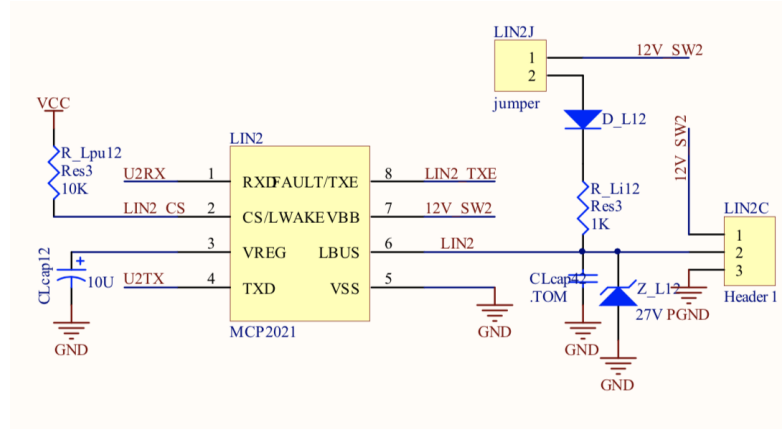 LIN2J
1
2
12V_SW2
jumper
VCC
D_L12
12V_SW2
LIN2
R_Lpu12
Res3
10K
U2RX
1
RXD
FAULT/TXE
8
LIN2_TXE
R_Li12
Res3
1K
LIN2_CS
2
CS/LWAKE
VBB
7
12V_SW2
LIN2C
1
2
3
Header 1
CLcap12
+
10U
3
VREG
LBUS
6
LIN2
U2TX
4
TXD
VSS
5
CLcap42
.TOM
Z_L12
27V
PGND
MCP2021
GND
GND
GND
GND